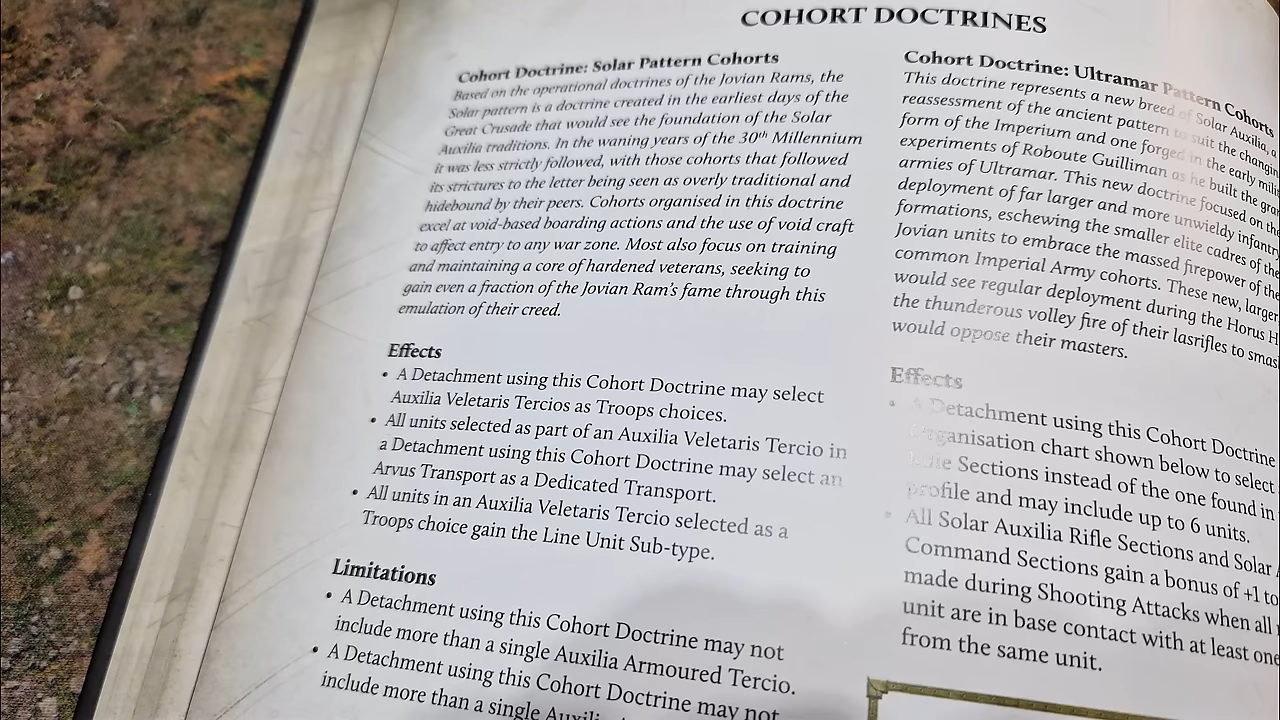 COHORT DOCTRINES
Cohort Doctrine: Solar Pattern Cohorts
Based on the operational doctrines of the Jovian Rams, the
Solar pattern is a doctrine created in the earliest days of the
Great Crusade that would see the foundation of the Solar
Auxilia traditions. In the waning years of the 30th Millennium
it was less strictly followed, with those cohorts that followed
its strictures to the letter being seen as overly traditional and
hidebound by their peers. Cohorts organised in this doctrine
excel at void-based boarding actions and the use of void craft
to affect entry to any war zone. Most also focus on training
and maintaining a core of hardened veterans, seeking to
gain even a fraction of the Jovian Ram's fame through this
emulation of their creed.
Effects
• A Detachment using this Cohort Doctrine may select
Auxilia Veletaris Tercios as Troops choices.
• All units selected as part of an Auxilia Veletaris Tercio in
a Detachment using this Cohort Doctrine may select an
Arvus Transport as a Dedicated Transport.
• All units in an Auxilia Veletaris Tercio selected as a
Troops choice gain the Line Unit Sub-type.
Limitations
• A Detachment using this Cohort Doctrine may not
include more than a single Auxilia Armoured Tercio.
• A Detachment using this Cohort Doctrine may not
include more than a single
Cohort Doctrine: Ultramar Pattern Cohorts
This doctrine represents a new breed of Solar Auxilia, a
reassessment of the ancient pattern to suit the changing
form of the Imperium and one forged in the early
experiments of Roboute Guilliman as he built the
armies of Ultramar. This new doctrine focused on the
deployment of far larger and more unwieldy infantry
formations, eschewing the smaller elite cadres of the
Jovian units to embrace the massed firepower of the
common Imperial Army cohorts. These new, larger
would see regular deployment during the Horus
the thunderous volley fire of their lasrifles to
would oppose their masters.
Effects
• A Detachment using this Cohort Doctrine
Organisation chart shown below to select
Sections instead of the one found in
profile and may include up to 6 units.
• All Solar Auxilia Rifle Sections and Solar
Command Sections gain a bonus of +1 to
made during Shooting Attacks when all
unit are in base contact with at least one
from the same unit.